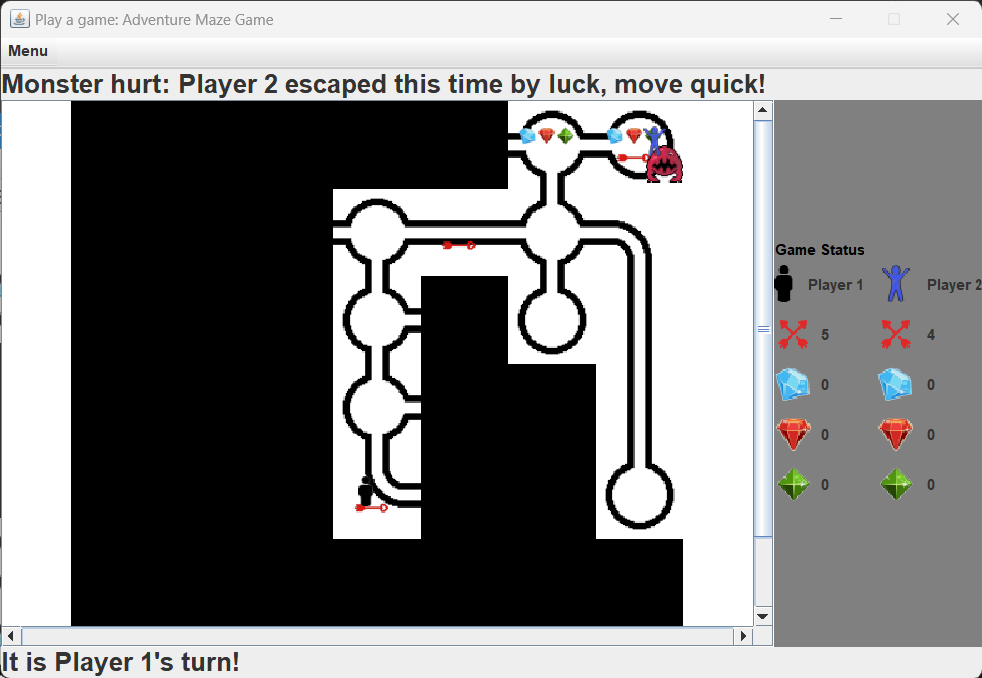 Play a game: Adventure Maze Game
Menu
Monster hurt: Player 2 escaped this time by luck, move quick!
Game Status
Player 1 Player 2
5 4
0 0
0 0
0 0
It is Player 1's turn!